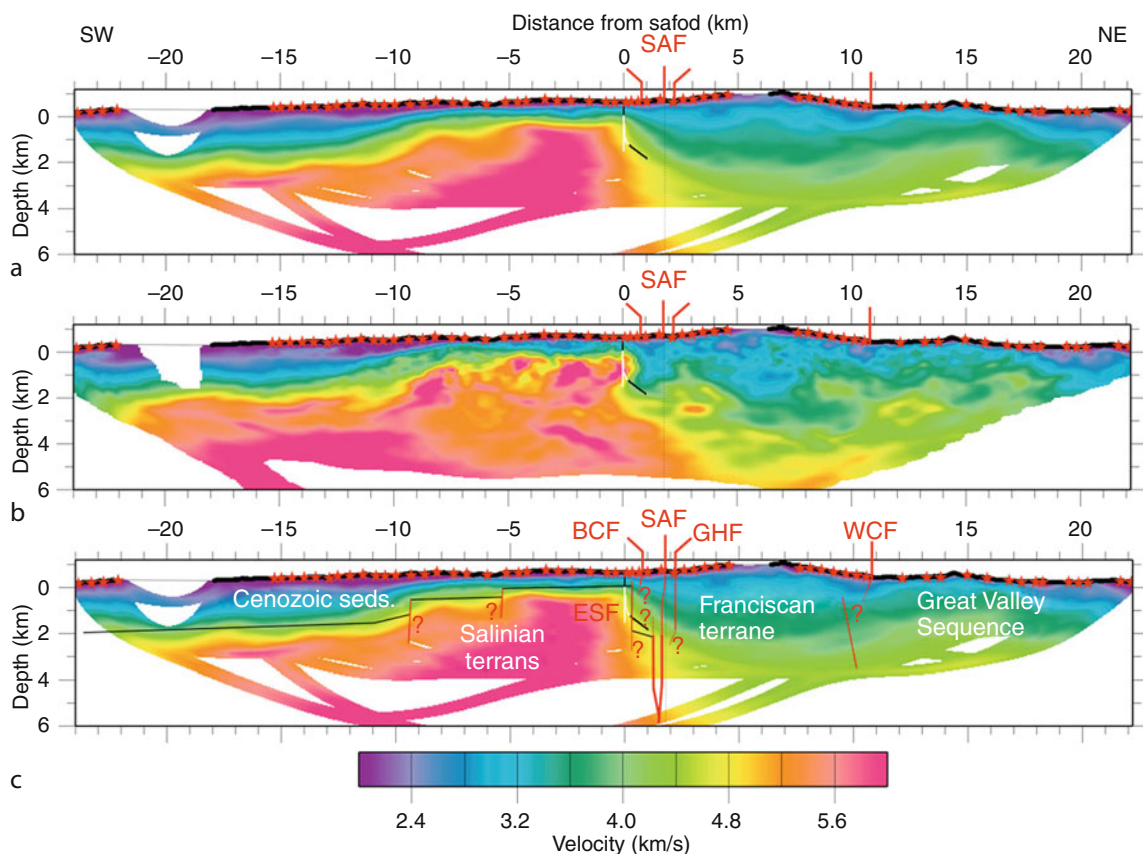 Distance from safod (km)
SW
SAF
NE
−20 −15 −10 −5 0 5 10 15 20
Depth (km)
0
2
4
6
a
−20 −15 −10 −5 0 SAF 5 10 15 20
Depth (km)
0
2
4
6
b
−20 −15 −10 −5 0 5 10 15 20
BCF SAF GHF WCF
Depth (km)
0
2
4
6
Cenozoic seds.
ESF
Salinian
terrans
Franciscan
terrane
Great Valley
Sequence
? ? ? ? ? ? ?
c
2.4 3.2 4.0 4.8 5.6
Velocity (km/s)